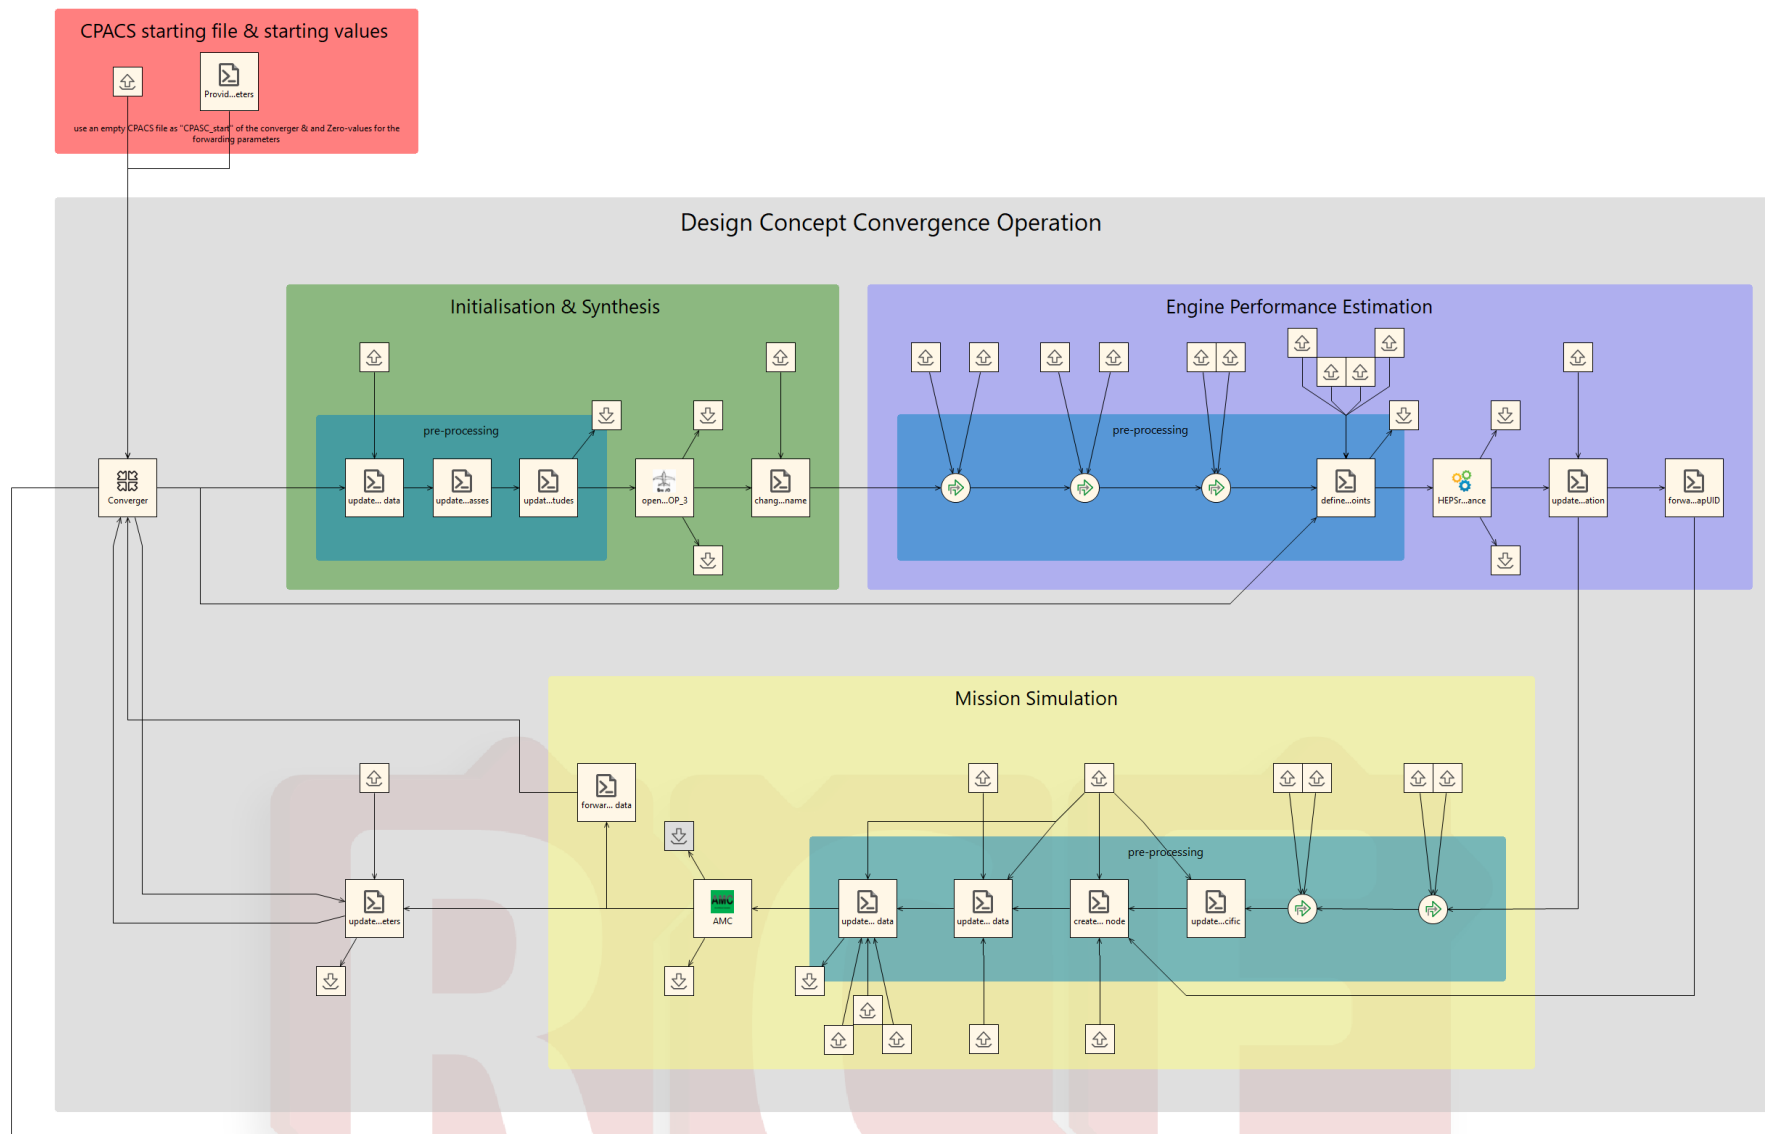 CPACS starting file & starting values
Provid...eters
use an empty CPACS file as "CPASC_start" of the converger & and Zero-values for the
forwarding parameters
Design Concept Convergence Operation
Initialisation & Synthesis
Engine Performance Estimation
pre-processing
pre-processing
Converger
update... data
update...asses
updat...tudes
open...OP_3
chang...name
define...oints
HEPSr...ance
update...ation
forwa...apUID
Mission Simulation
forwar... data
pre-processing
update...eters
AMC
AMC
update... data
update... data
create... node
update...cific
RCE